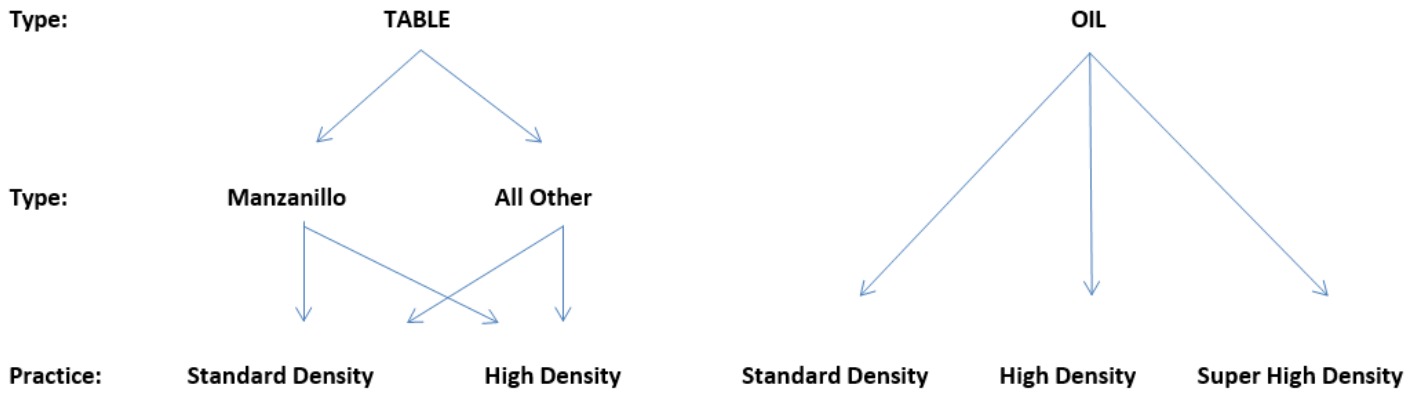 Type: TABLE OIL
Type: Manzanillo All Other
Practice: Standard Density High Density Standard Density High Density Super High Density